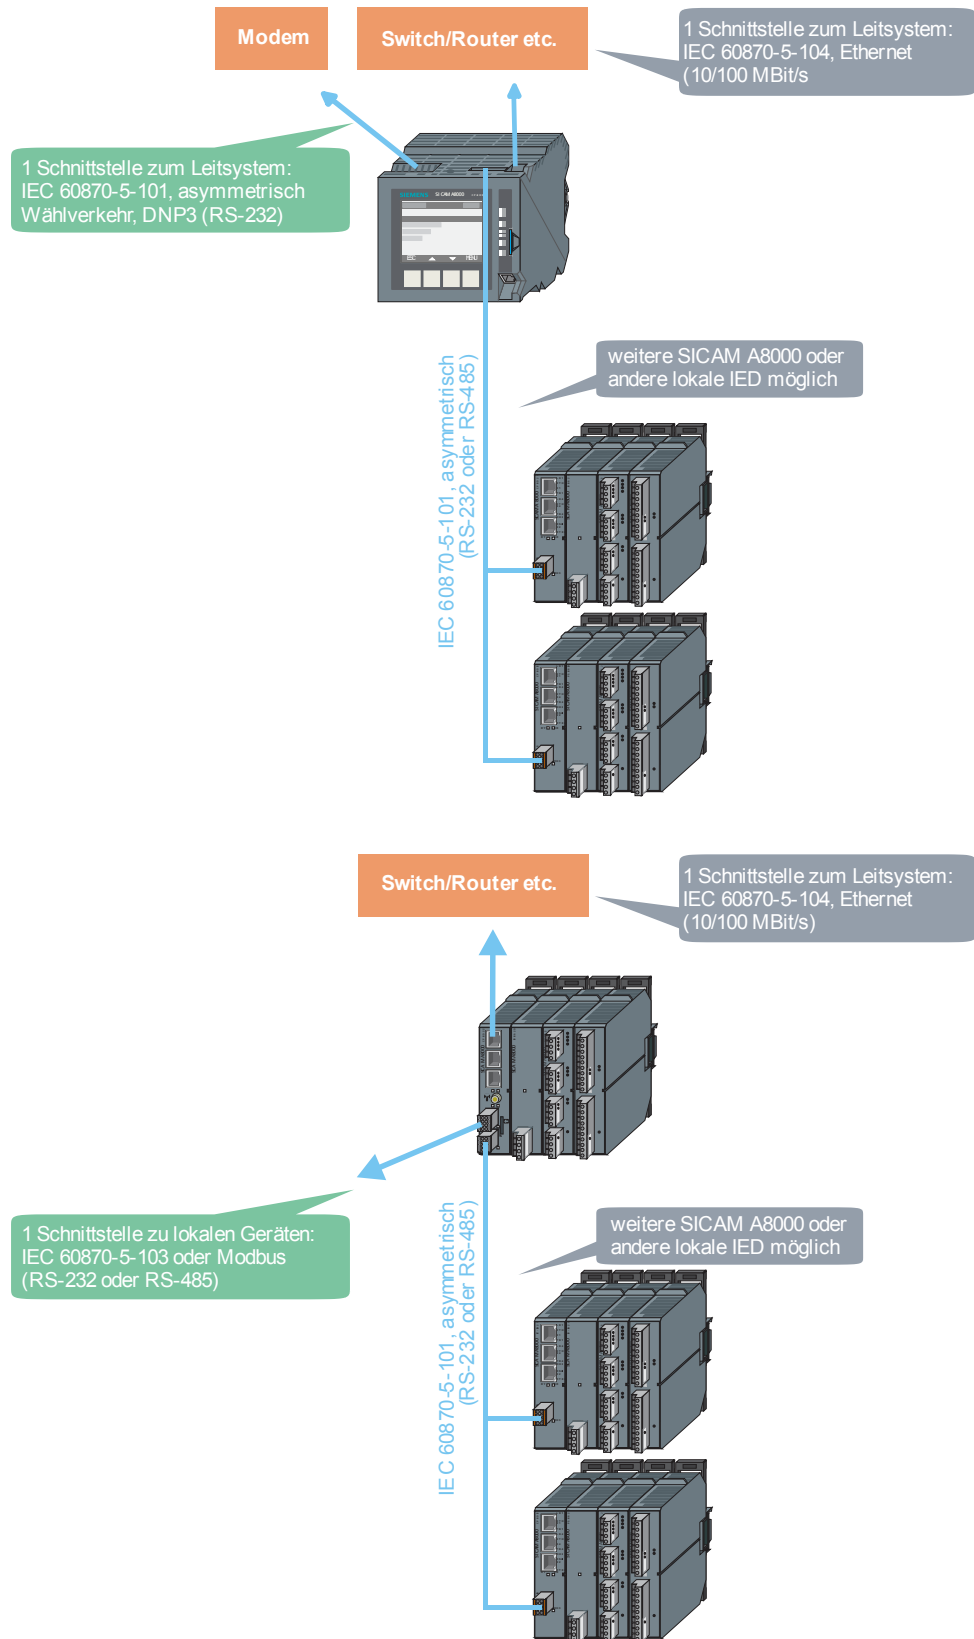 Modem
Switch/Router etc.
1 Schnittstelle zum Leitsystem:
IEC 60870-5-104, Ethernet
(10/100 MBit/s
1 Schnittstelle zum Leitsystem:
IEC 60870-5-101, asymmetrisch
Wählverkehr, DNP3 (RS-232)
SIEMENS SICAM A8000
ESC MENU
IEC 60870-5-101, asymmetrisch
(RS-232 oder RS-485)
weitere SICAM A8000 oder
andere lokale IED möglich
Switch/Router etc.
1 Schnittstelle zum Leitsystem:
IEC 60870-5-104, Ethernet
(10/100 MBit/s)
1 Schnittstelle zu lokalen Geräten:
IEC 60870-5-103 oder Modbus
(RS-232 oder RS-485)
IEC 60870-5-101, asymmetrisch
(RS-232 oder RS-485)
weitere SICAM A8000 oder
andere lokale IED möglich